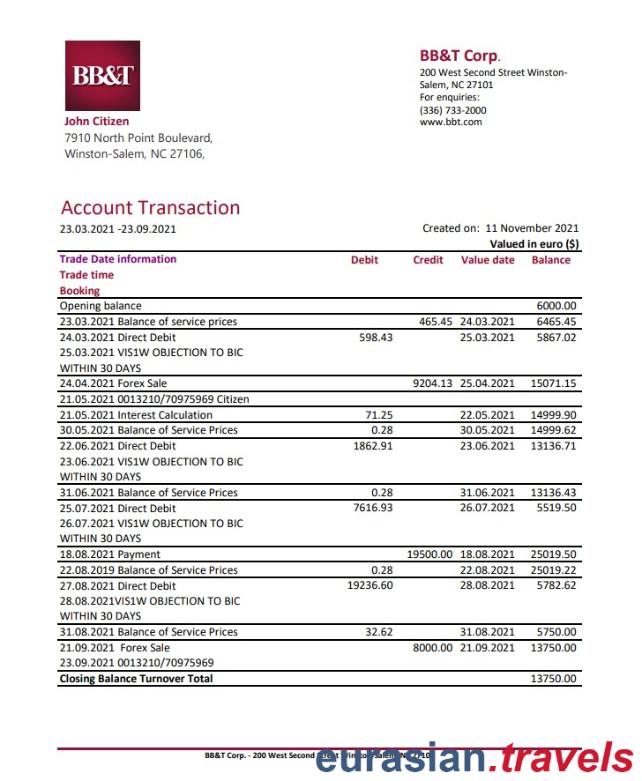 BB&T
BB&T Corp.
200 West Second Street Winston-
Salem, NC 27101
For enquiries:
(336) 733-2000
www.bbt.com
John Citizen
7910 North Point Boulevard,
Winston-Salem, NC 27106,
Account Transaction
23.03.2021 -23.09.2021 Created on: 11 November 2021
Valued in euro ($)
Trade Date information Debit Credit Value date Balance
Trade time
Booking
Opening balance 6000.00
23.03.2021 Balance of service prices 465.45 24.03.2021 6465.45
24.03.2021 Direct Debit 598.43 25.03.2021 5867.02
25.03.2021 VIS1W OBJECTION TO BIC
WITHIN 30 DAYS
24.04.2021 Forex Sale 9204.13 25.04.2021 15071.15
21.05.2021 0013210/70975969 Citizen
21.05.2021 Interest Calculation 71.25 22.05.2021 14999.90
30.05.2021 Balance of Service Prices 0.28 30.05.2021 14999.62
22.06.2021 Direct Debit 1862.91 23.06.2021 13136.71
23.06.2021 VIS1W OBJECTION TO BIC
WITHIN 30 DAYS
31.06.2021 Balance of Service Prices 0.28 31.06.2021 13136.43
25.07.2021 Direct Debit 7616.93 26.07.2021 5519.50
26.07.2021 VIS1W OBJECTION TO BIC
WITHIN 30 DAYS
18.08.2021 Payment 19500.00 18.08.2021 25019.50
22.08.2019 Balance of Service Prices 0.28 22.08.2021 25019.22
27.08.2021 Direct Debit 19236.60 28.08.2021 5782.62
28.08.2021VIS1W OBJECTION TO BIC
WITHIN 30 DAYS
31.08.2021 Balance of Service Prices 32.62 31.08.2021 5750.00
21.09.2021 Forex Sale 8000.00 21.09.2021 13750.00
23.09.2021 0013210/70975969
Closing Balance Turnover Total 13750.00
BB&T Corp. - 200 West Second
eurasian.travels